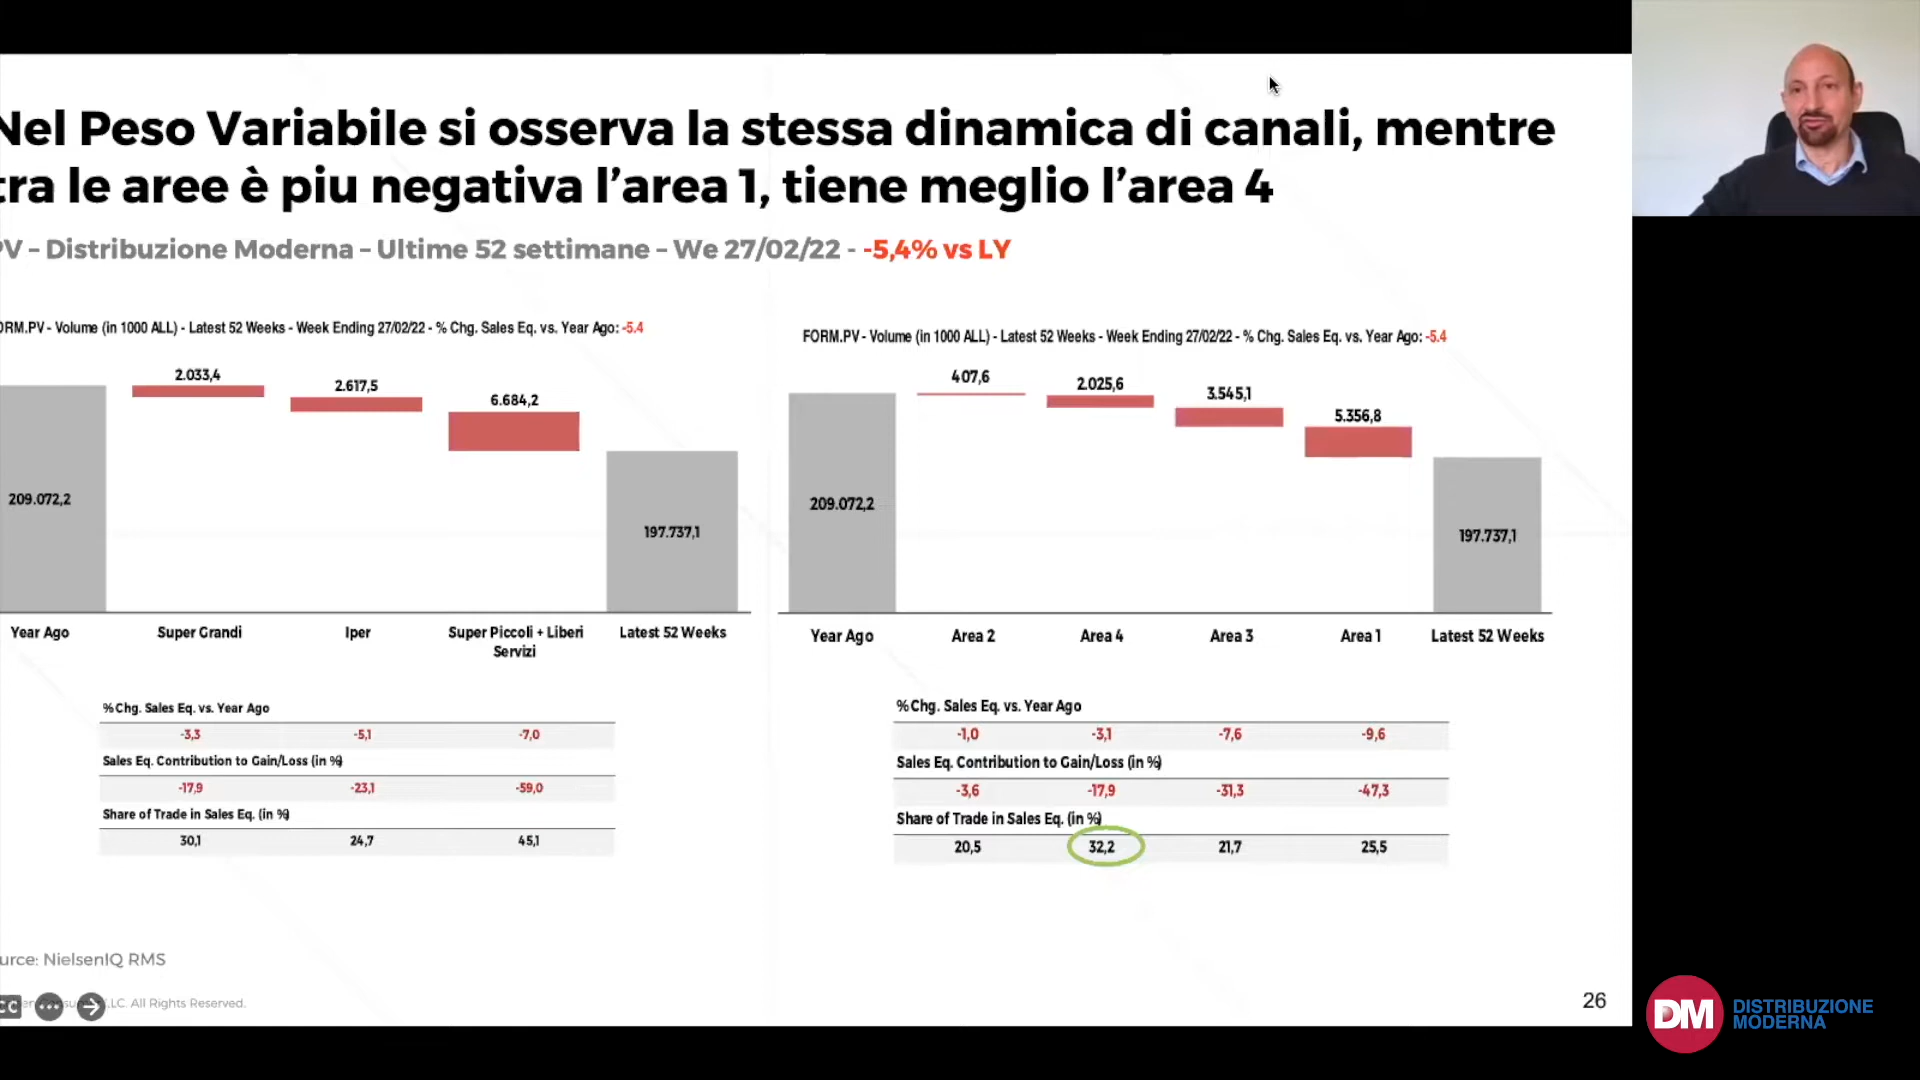 Nel Peso Variabile si osserva la stessa dinamica di canali, mentre
tra le aree è piu negativa l'area 1, tiene meglio l'area 4
PV – Distribuzione Moderna – Ultime 52 settimane – We 27/02/22 - -5,4% vs LY
ORM.PV - Volume (in 1000 ALL) - Latest 52 Weeks - Week Ending 27/02/22 - % Chg. Sales Eq. vs. Year Ago: -5.4
2.033,4
2.617,5
6.684,2
209.072,2
197.737,1
Year Ago Super Grandi Iper Super Piccoli + Liberi Latest 52 Weeks
Servizi
% Chg. Sales Eq. vs. Year Ago
-3,3 -5,1 -7,0
Sales Eq. Contribution to Gain/Loss (in %)
-17,9 -23,1 -59,0
Share of Trade in Sales Eq. (in %)
30,1 24,7 45,1
FORM.PV - Volume (in 1000 ALL) - Latest 52 Weeks - Week Ending 27/02/22 - % Chg. Sales Eq. vs. Year Ago: -5.4
407,6
2.025,6
3.545,1
5.356,8
209.072,2
197.737,1
Year Ago Area 2 Area 4 Area 3 Area 1 Latest 52 Weeks
% Chg. Sales Eq. vs. Year Ago
-1,0 -3,1 -7,6 -9,6
Sales Eq. Contribution to Gain/Loss (in %)
-3,6 -17,9 -31,3 -47,3
Share of Trade in Sales Eq. (in %)
20,5 32,2 21,7 25,5
urce: NielsenIQ RMS
LC. All Rights Reserved.
CC
26
DM DISTRIBUZIONE
MODERNA